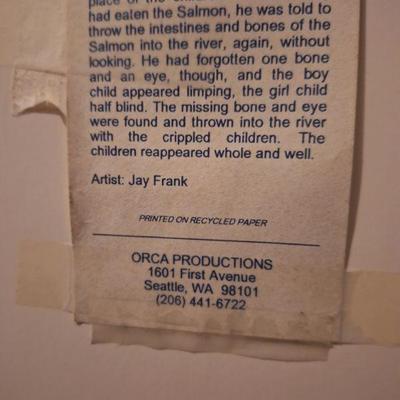 place of the
had eaten the Salmon, he was told to
throw the intestines and bones of the
Salmon into the river, again, without
looking. He had forgotten one bone
and an eye, though, and the boy
child appeared limping, the girl child
half blind. The missing bone and eye
were found and thrown into the river
with the crippled children. The
children reappeared whole and well.
Artist: Jay Frank
PRINTED ON RECYCLED PAPER
ORCA PRODUCTIONS
1601 First Avenue
Seattle, WA 98101
(206) 441-6722